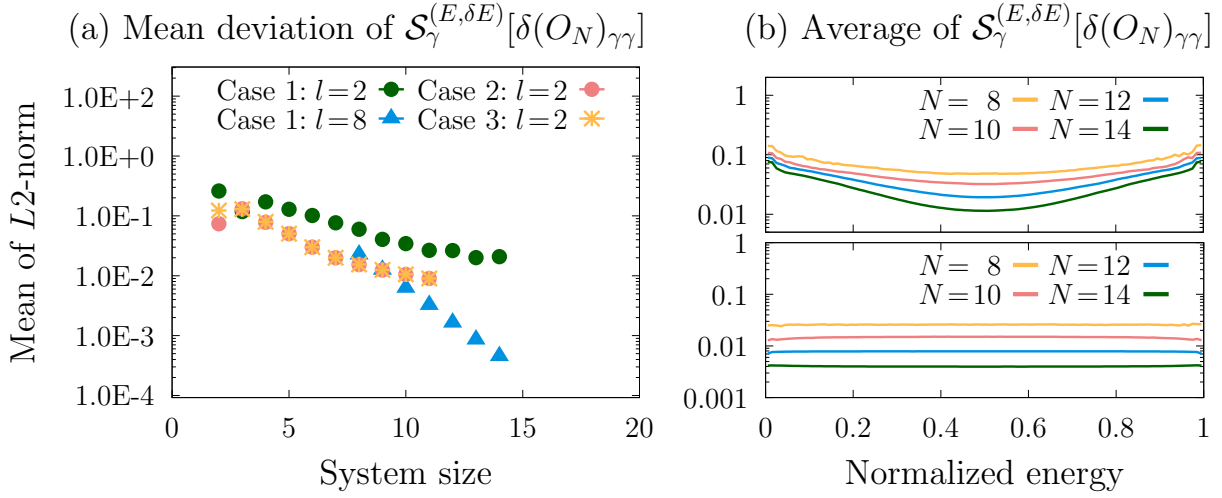 (a) Mean deviation of 𝓢_γ^{(E,δE)}[δ(O_N)_{γγ}]
Mean of L2-norm
1.0E+2
1.0E+0
1.0E-1
1.0E-2
1.0E-3
1.0E-4
Case 1: l=2
Case 2: l=2
Case 1: l=8
Case 3: l=2
0
5
10
15
20
System size
(b) Average of 𝓢_γ^{(E,δE)}[δ(O_N)_{γγ}]
1
0.1
0.01
N= 8
N=12
N=10
N=14
1
0.1
0.01
0.001
N= 8
N=12
N=10
N=14
0
0.2
0.4
0.6
0.8
1
Normalized energy